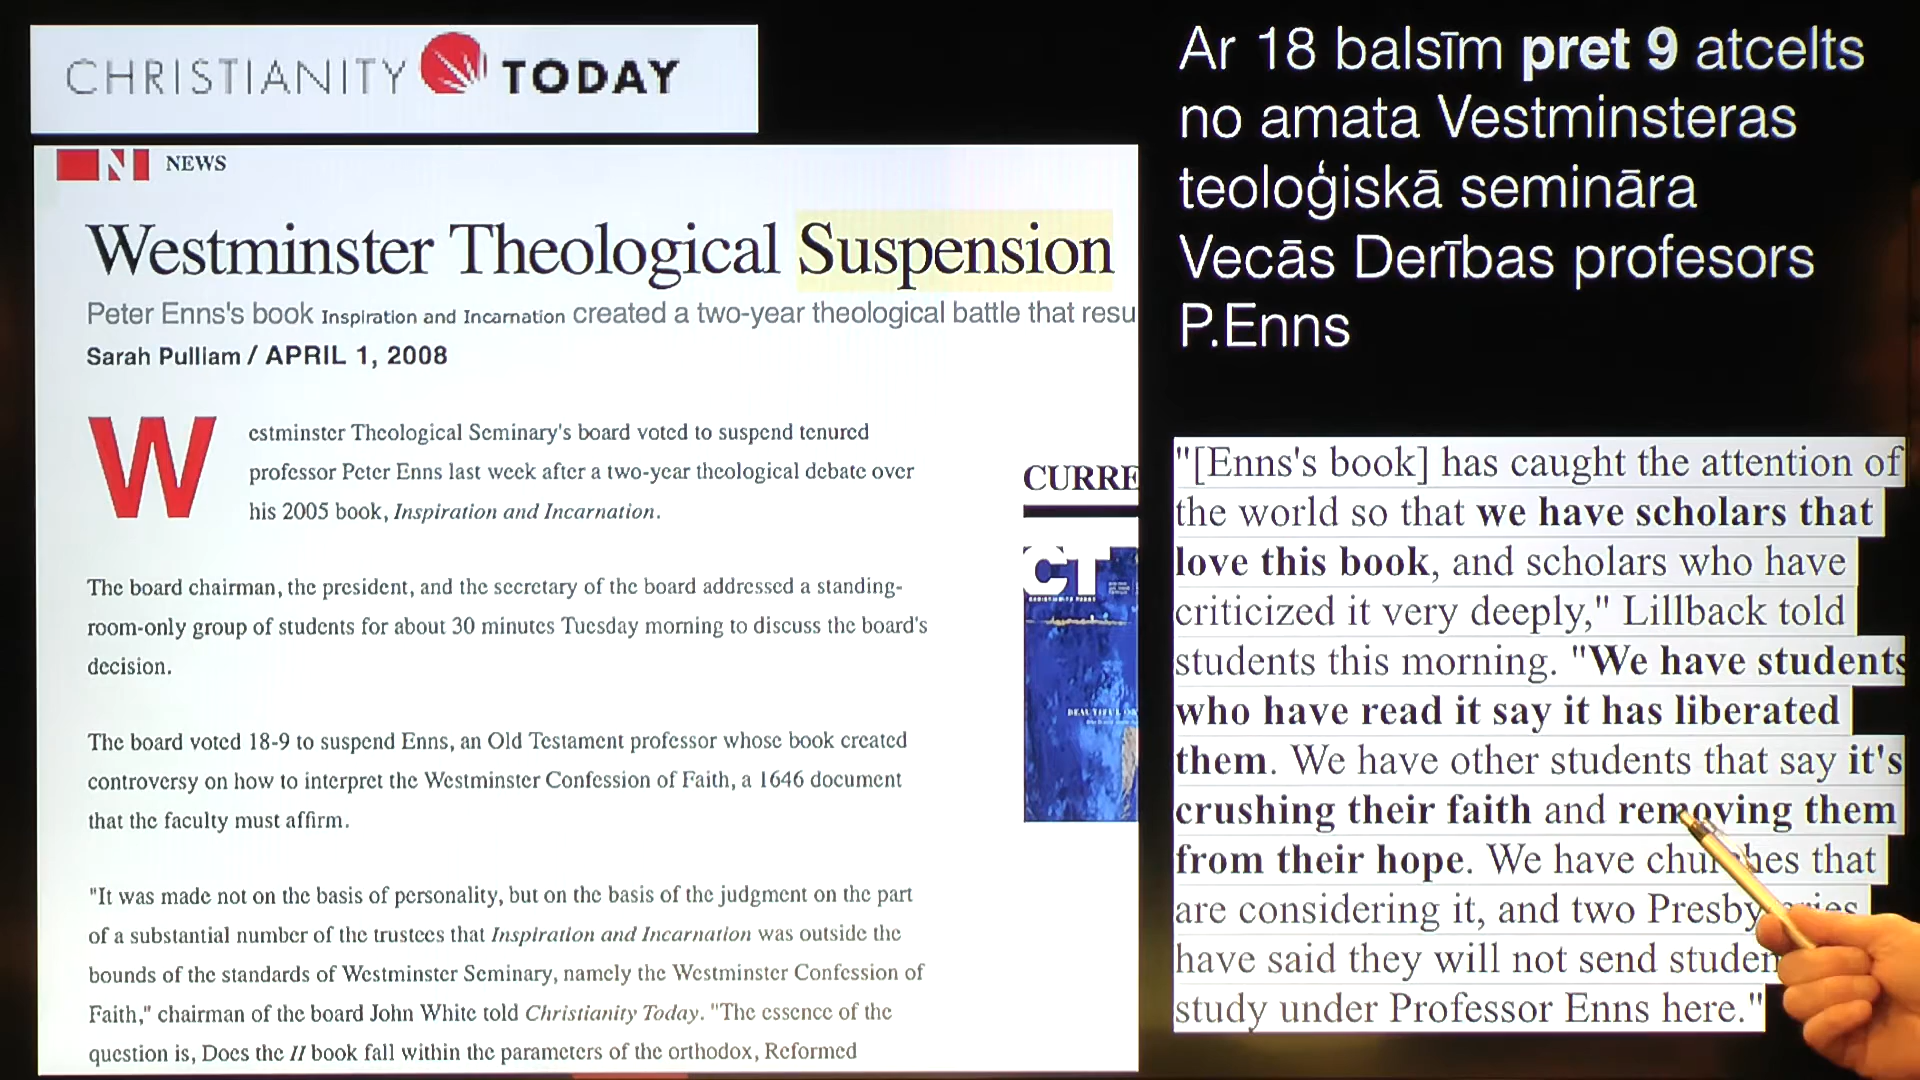 CHRISTIANITY TODAY
NEWS
Westminster Theological Suspension
Peter Enns's book Inspiration and Incarnation created a two-year theological battle that resu
Sarah Pulliam / APRIL 1, 2008
Westminster Theological Seminary's board voted to suspend tenured
professor Peter Enns last week after a two-year theological debate over
his 2005 book, Inspiration and Incarnation.
The board chairman, the president, and the secretary of the board addressed a standing-
room-only group of students for about 30 minutes Tuesday morning to discuss the board's
decision.
The board voted 18-9 to suspend Enns, an Old Testament professor whose book created
controversy on how to interpret the Westminster Confession of Faith, a 1646 document
that the faculty must affirm.
"It was made not on the basis of personality, but on the basis of the judgment on the part
of a substantial number of the trustees that Inspiration and Incarnation was outside the
bounds of the standards of Westminster Seminary, namely the Westminster Confession of
Faith," chairman of the board John White told Christianity Today. "The essence of the
question is, Does the II book fall within the parameters of the orthodox, Reformed
CURRE
CT
Ar 18 balsīm pret 9 atcelts
no amata Vestminsteras
teoloģiskā semināra
Vecās Derības profesors
P.Enns
"[Enns's book] has caught the attention of
the world so that we have scholars that
love this book, and scholars who have
criticized it very deeply," Lillback told
students this morning. "We have students
who have read it say it has liberated
them. We have other students that say it's
crushing their faith and removing them
from their hope. We have churches that
are considering it, and two Presbyteries
have said they will not send studen
study under Professor Enns here."